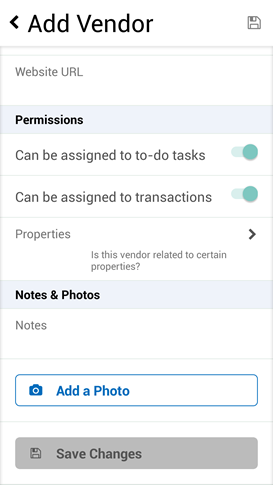 Add Vendor
Website URL
Permissions
Can be assigned to to-do tasks
Can be assigned to transactions
Properties
Is this vendor related to certain
properties?
Notes & Photos
Notes
Add a Photo
Save Changes